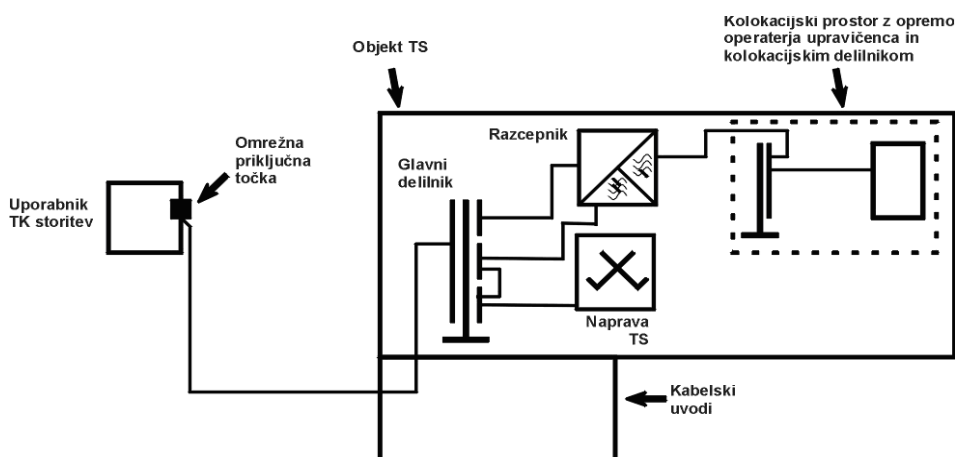 Kolokacijski prostor z opremo
operaterja upravičenca in
kolokacijskim delilnikom
Objekt TS
Razcepnik
Omrežna
priključna
točka
Glavni
delilnik
Uporabnik
TK storitev
Naprava
TS
Kabelski
uvodi